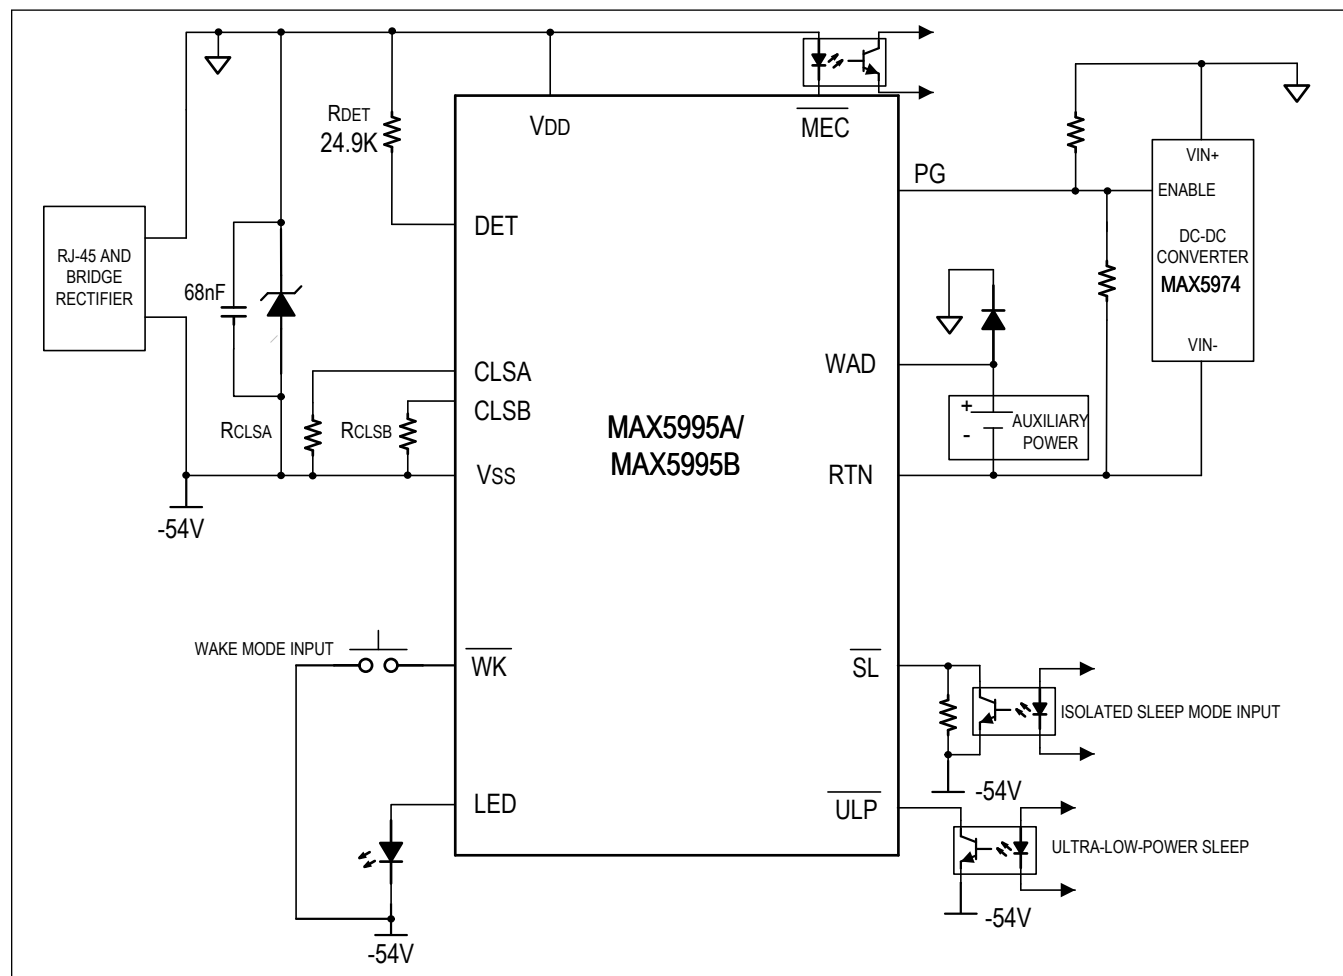 RDET
24.9K
VDD
MEC
PG
VIN+
ENABLE
DC-DC
CONVERTER
MAX5974
VIN-
RJ-45 AND
BRIDGE
RECTIFIER
68nF
DET
CLSA
CLSB
RCLSA
RCLSB
VSS
-54V
MAX5995A/
MAX5995B
WAD
+
-
AUXILIARY
POWER
RTN
WAKE MODE INPUT
WK
SL
ISOLATED SLEEP MODE INPUT
-54V
LED
ULP
ULTRA-LOW-POWER SLEEP
-54V
-54V